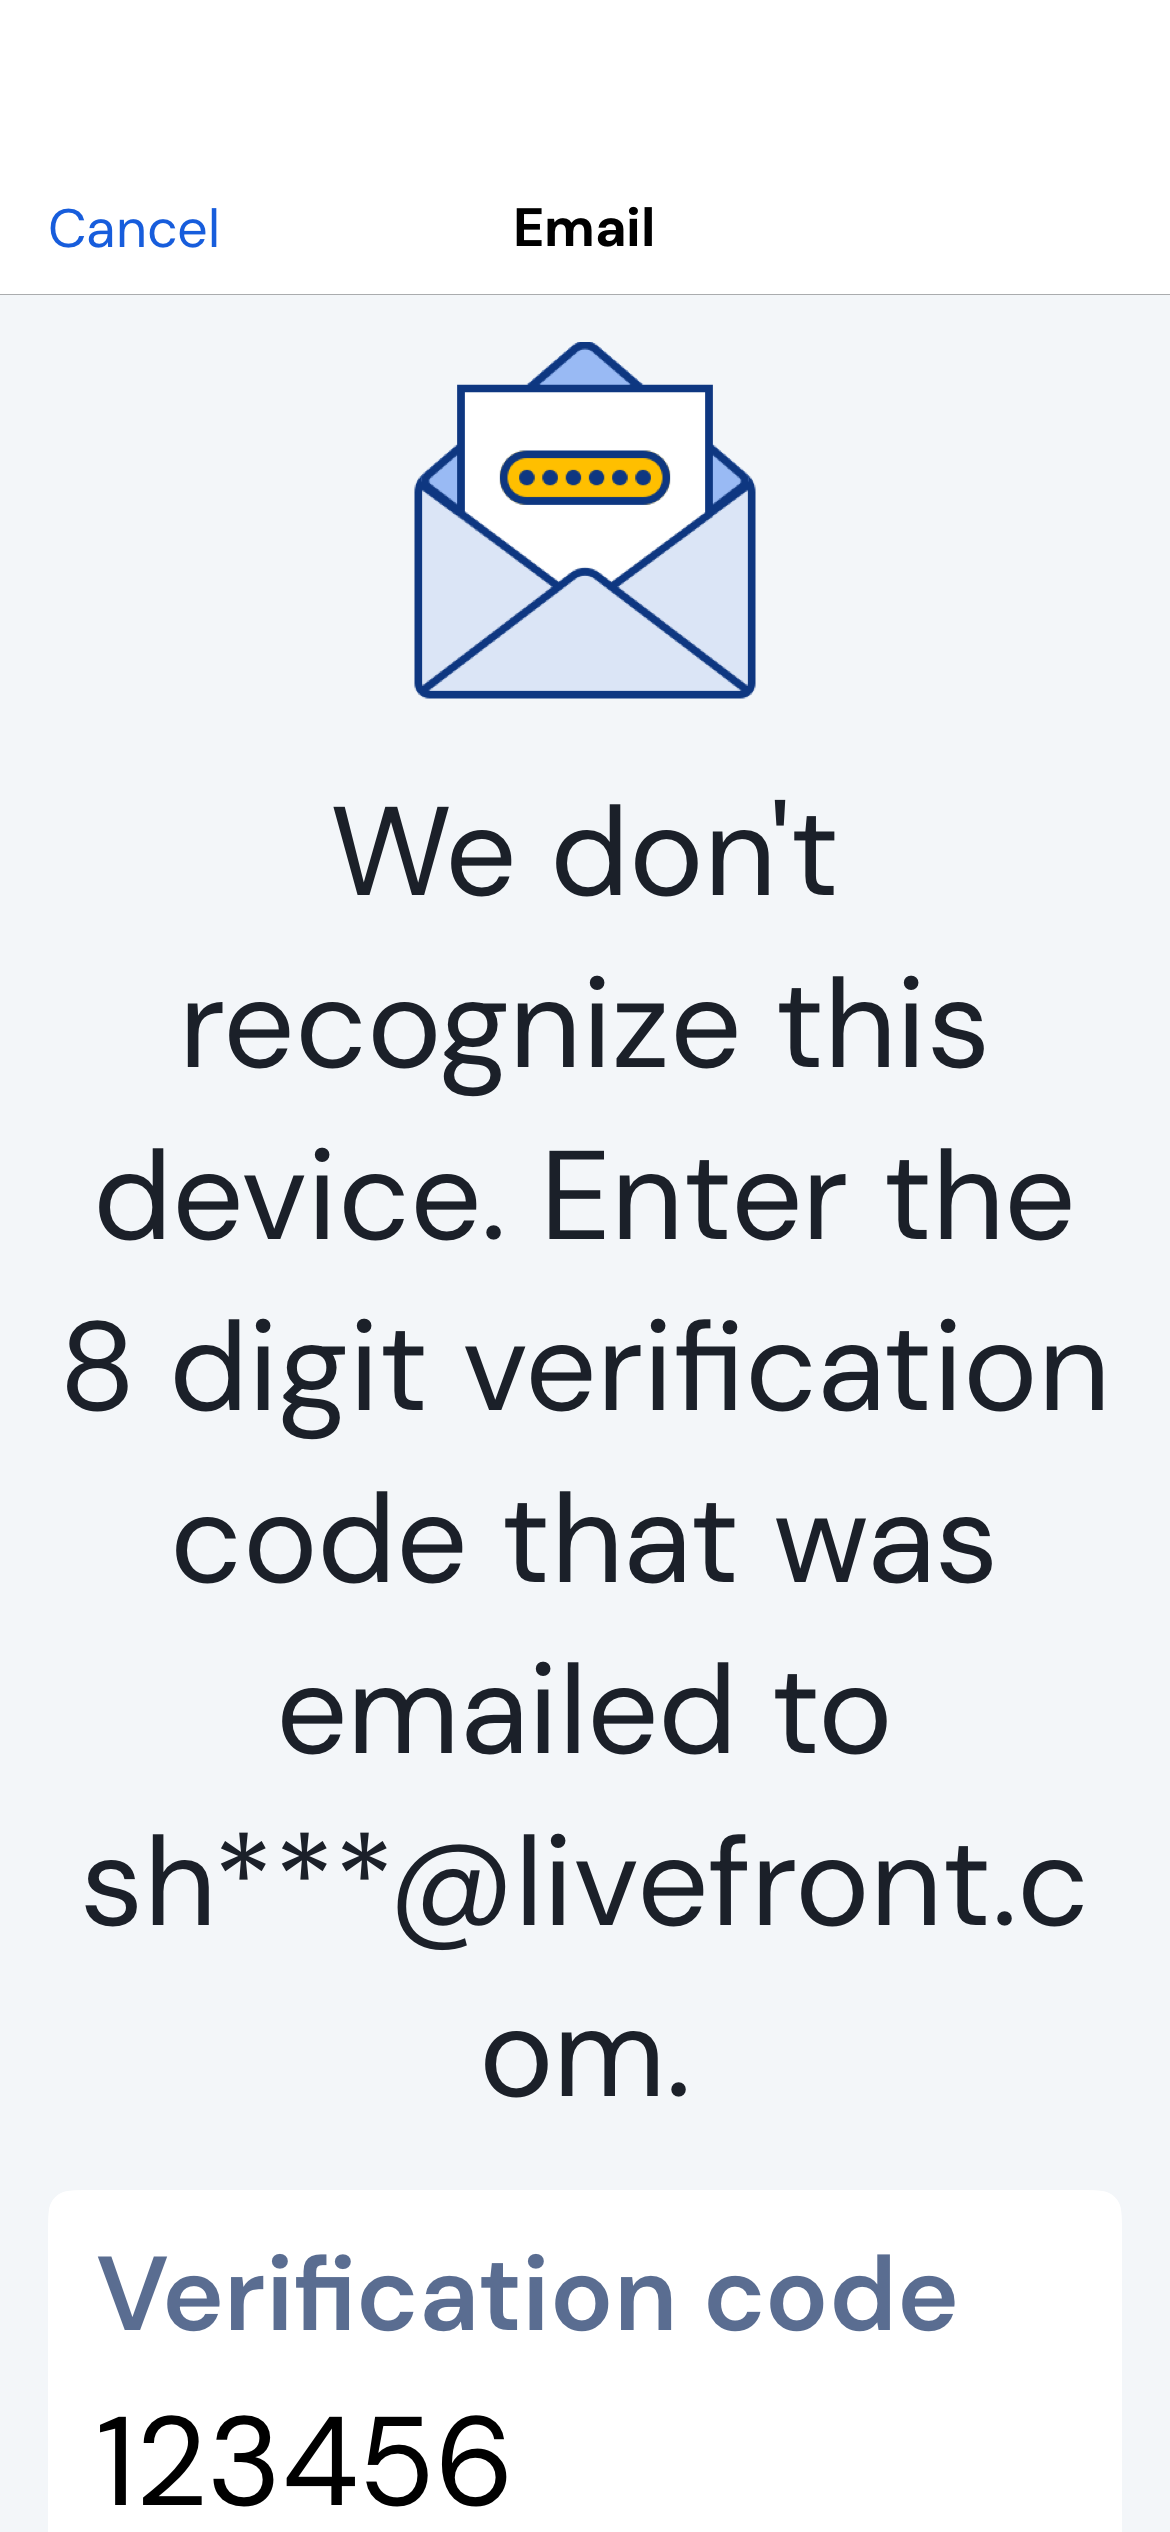 Cancel
Email
We don't
recognize this
device. Enter the
8 digit verification
code that was
emailed to
sh***@livefront.c
om.
Verification code
123456